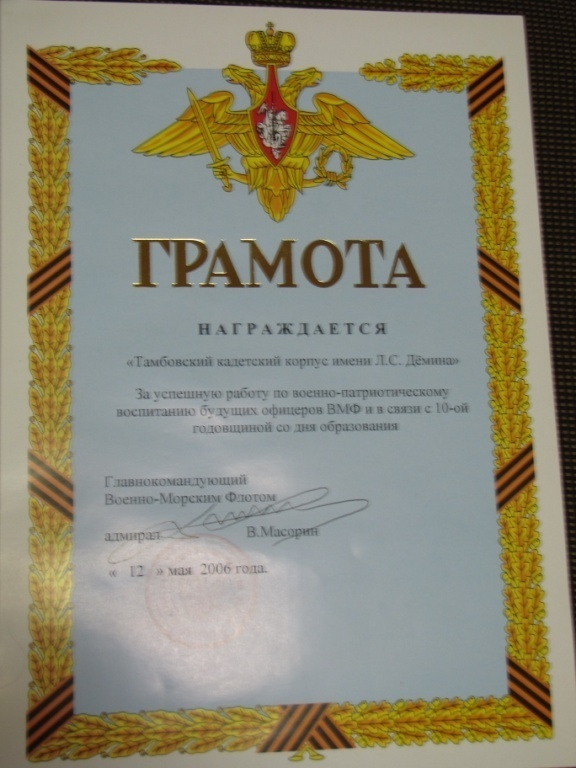 ГРАМОТА
НАГРАЖДАЕТСЯ
«Тамбовский кадетский корпус имени Л.С. Дёмина»
За успешную работу по военно-патриотическому
воспитанию будущих офицеров ВМФ и в связи с 10-ой
годовщиной со дня образования
Главнокомандующий
Военно-Морским Флотом
адмирал В.Масорин
« 12 » мая 2006 года.